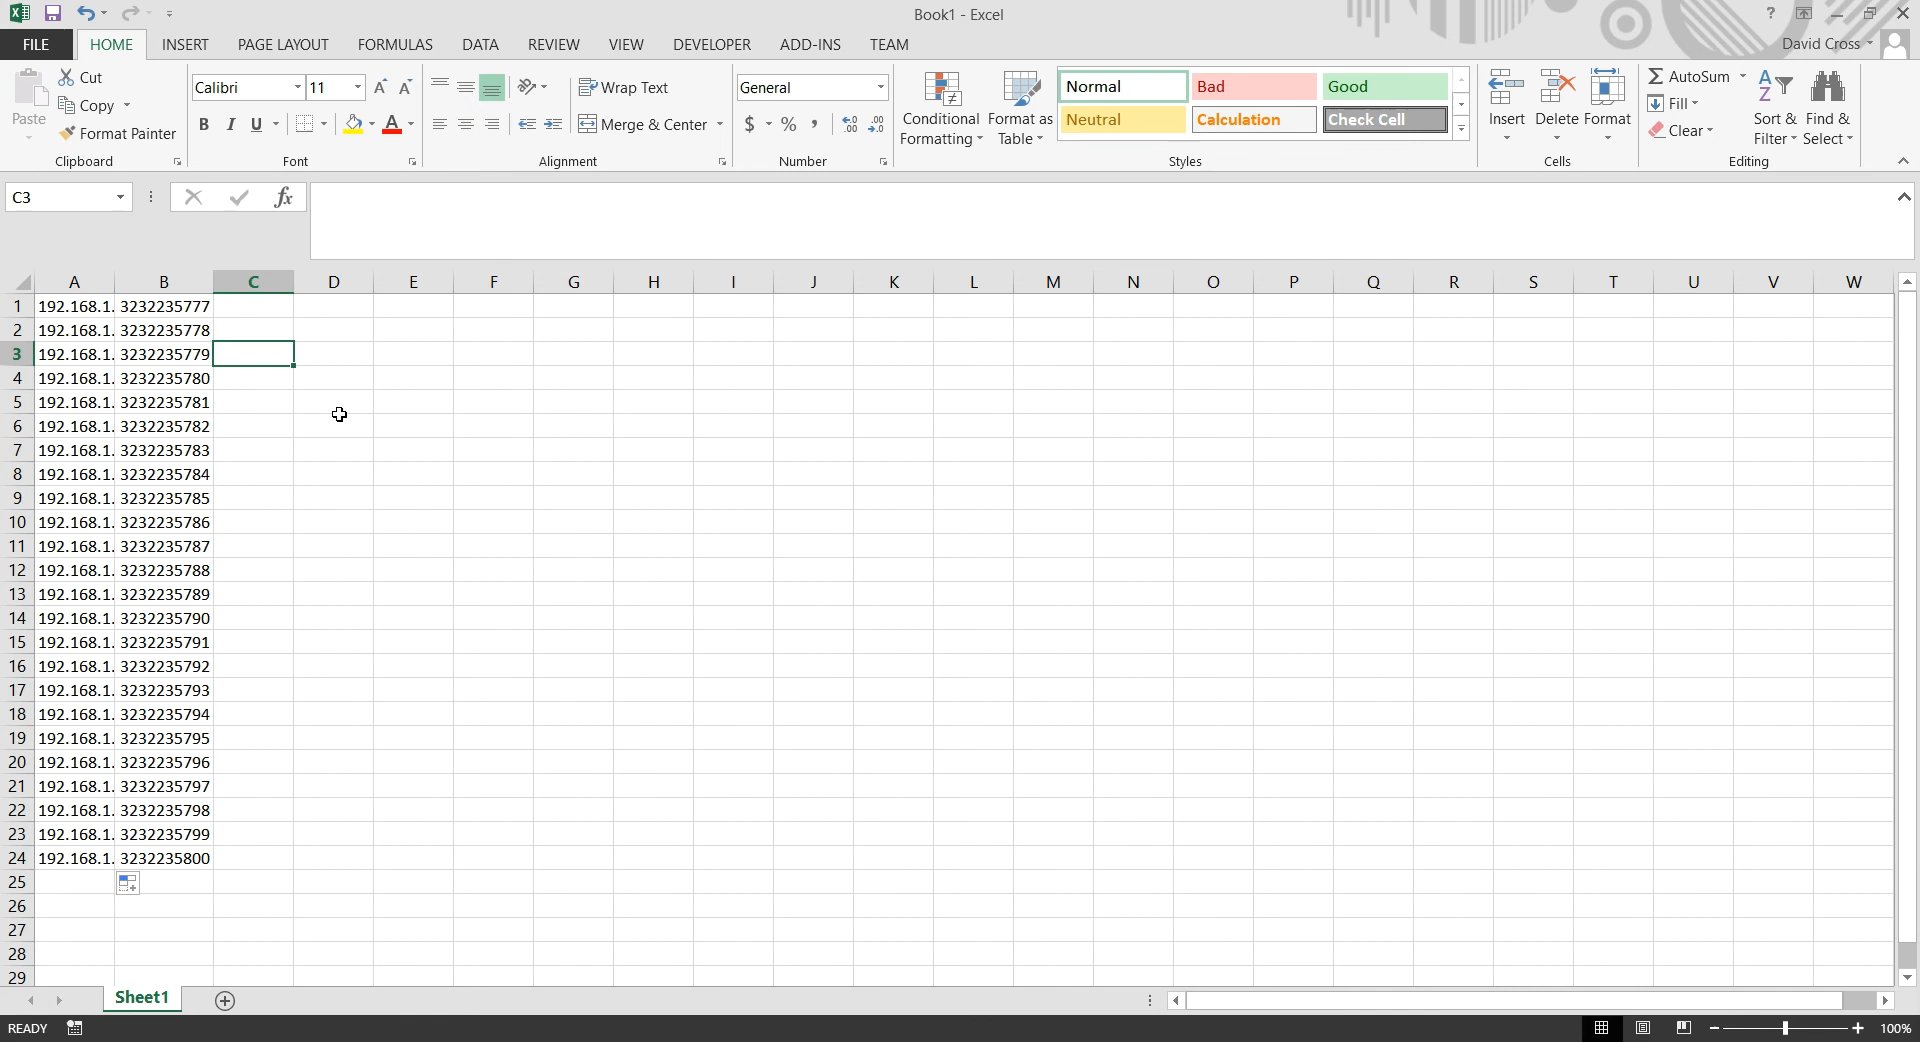 Book1 - Excel
?
FILE HOME INSERT PAGE LAYOUT FORMULAS DATA REVIEW VIEW DEVELOPER ADD-INS TEAM David Cross
Paste
Cut
Copy
Format Painter
Clipboard
Calibri 11
B I U A
Font
Wrap Text
Merge & Center
Alignment
General
$ % ,
Number
Conditional Formatting
Format as Table
Normal Bad Good
Neutral Calculation Check Cell
Styles
Insert Delete Format
Cells
AutoSum
Fill
Clear
Sort & Filter
Find & Select
Editing
C3 fx
A B C D E F G H I J K L M N O P Q R S T U V W
1 192.168.1. 3232235777
2 192.168.1. 3232235778
3 192.168.1. 3232235779
4 192.168.1. 3232235780
5 192.168.1. 3232235781
6 192.168.1. 3232235782
7 192.168.1. 3232235783
8 192.168.1. 3232235784
9 192.168.1. 3232235785
10 192.168.1. 3232235786
11 192.168.1. 3232235787
12 192.168.1. 3232235788
13 192.168.1. 3232235789
14 192.168.1. 3232235790
15 192.168.1. 3232235791
16 192.168.1. 3232235792
17 192.168.1. 3232235793
18 192.168.1. 3232235794
19 192.168.1. 3232235795
20 192.168.1. 3232235796
21 192.168.1. 3232235797
22 192.168.1. 3232235798
23 192.168.1. 3232235799
24 192.168.1. 3232235800
25
26
27
28
29
Sheet1
READY 100%